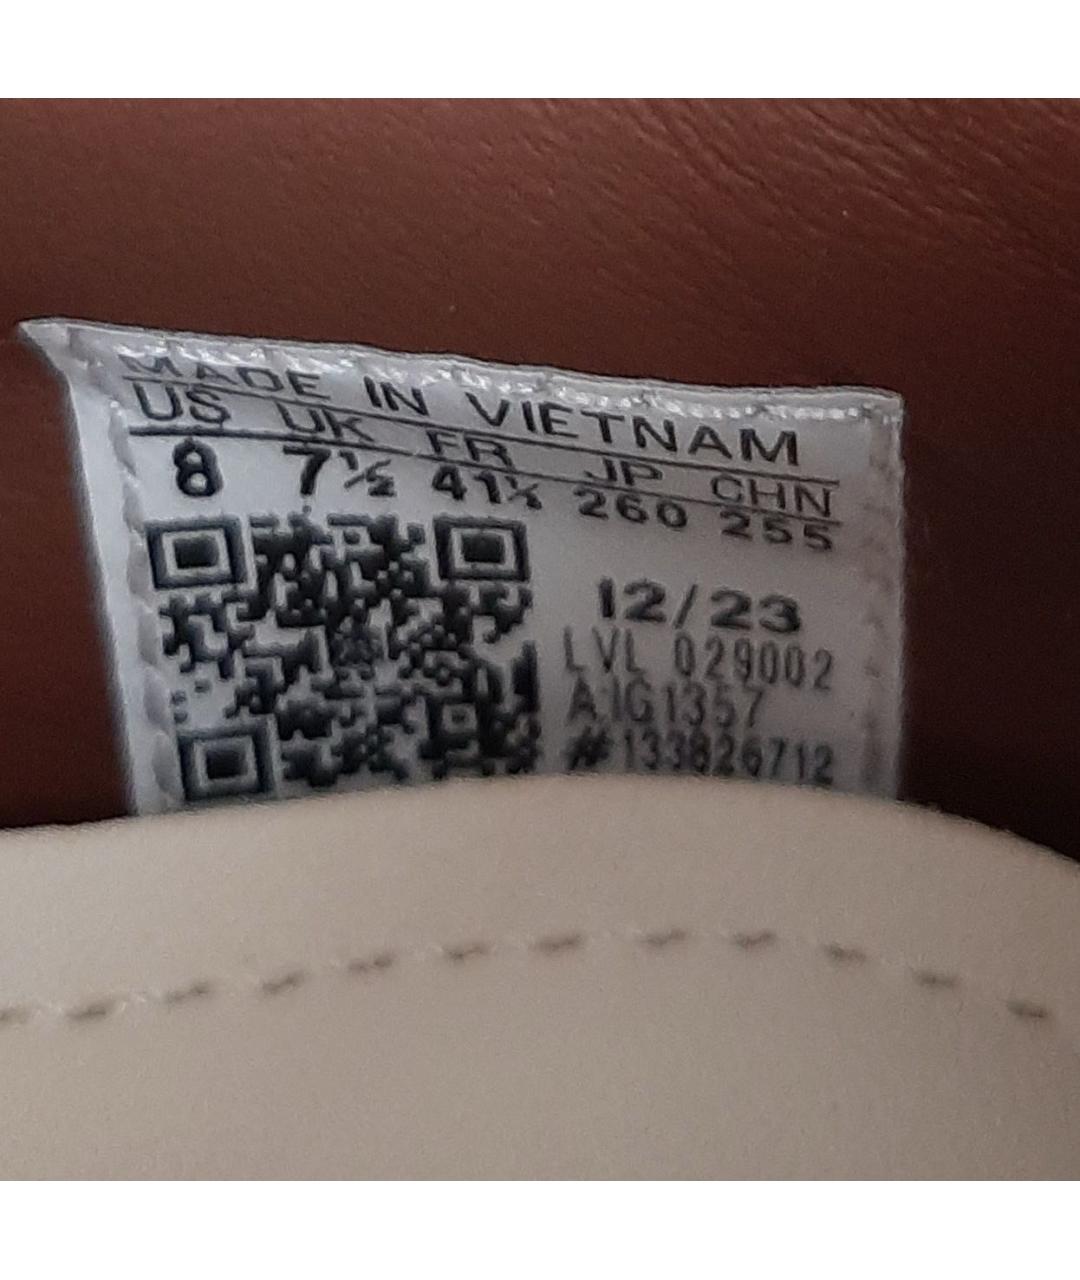 MADE IN VIETNAM
US UK FR JP CHN
8 7½ 41⅓ 260 255
12/23
LVL 029002
A.IG1357
#133826712